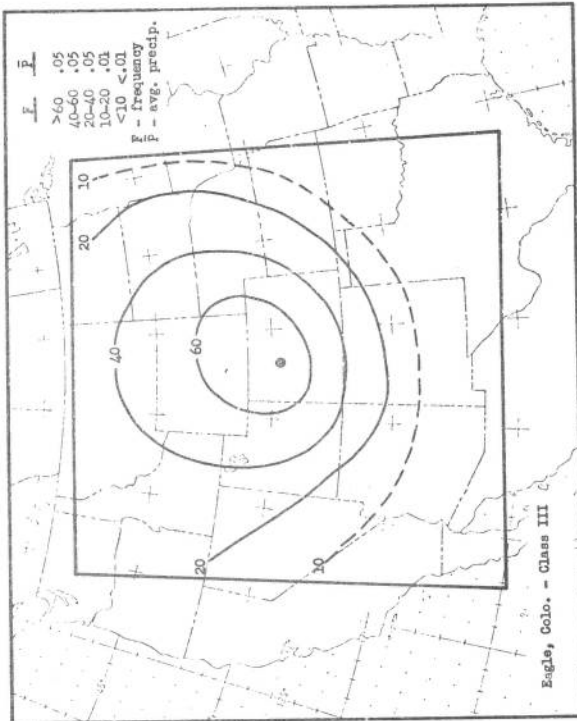 F P̄
>60 .05
40-60 .05
20-40 .05
10-20 .01
<10 <.01
F - frequency
P̄ - avg. precip.
10
20
40
60
20
10
Eagle, Colo. - Class III